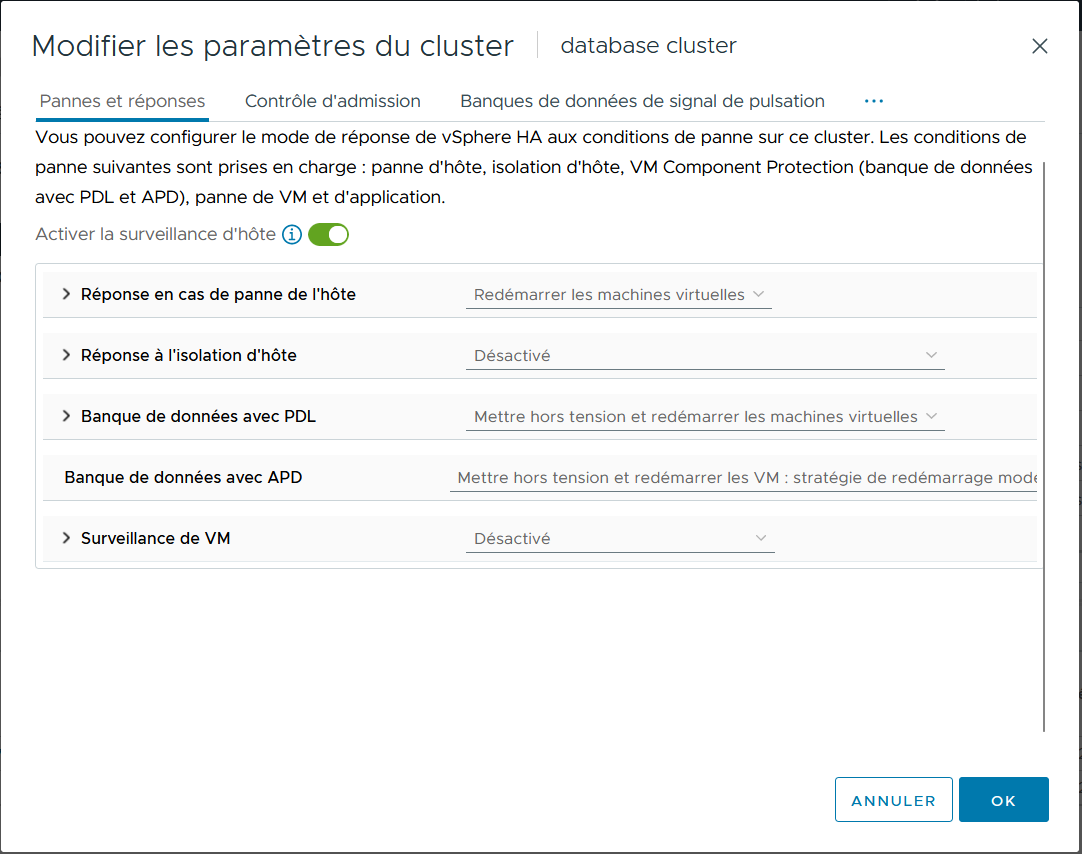 Modifier les paramètres du cluster database cluster
Pannes et réponses Contrôle d'admission Banques de données de signal de pulsation ...
Vous pouvez configurer le mode de réponse de vSphere HA aux conditions de panne sur ce cluster. Les conditions de
panne suivantes sont prises en charge : panne d'hôte, isolation d'hôte, VM Component Protection (banque de données
avec PDL et APD), panne de VM et d'application.
Activer la surveillance d'hôte
Réponse en cas de panne de l'hôte Redémarrer les machines virtuelles
Réponse à l'isolation d'hôte Désactivé
Banque de données avec PDL Mettre hors tension et redémarrer les machines virtuelles
Banque de données avec APD Mettre hors tension et redémarrer les VM : stratégie de redémarrage
Surveillance de VM Désactivé
ANNULER OK